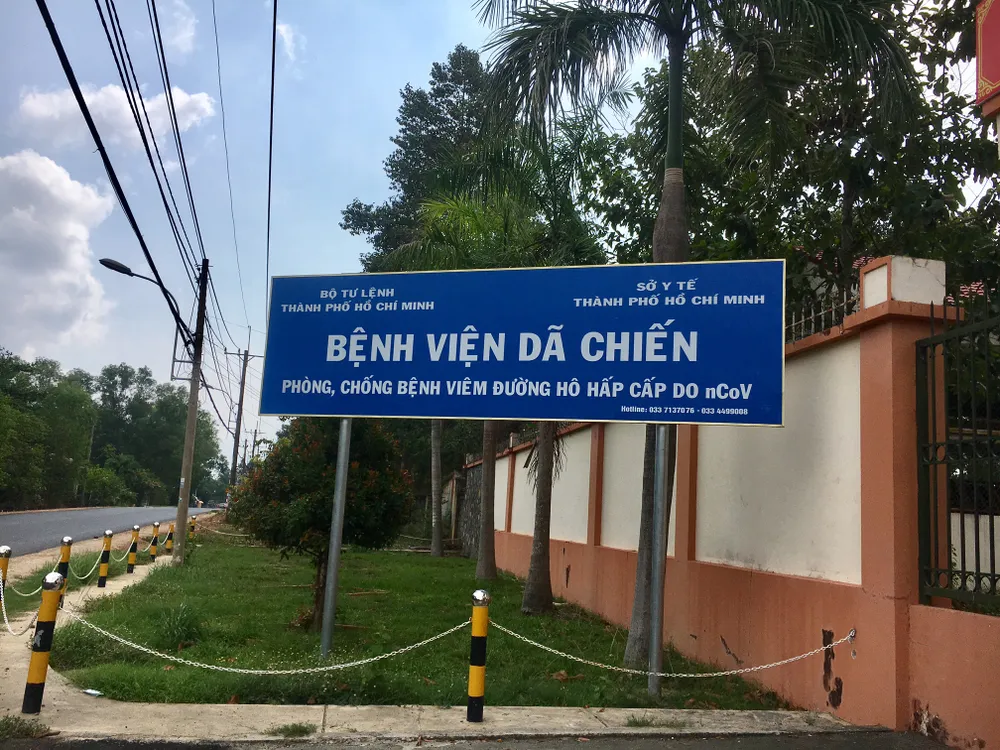 BỘ TƯ LỆNH
THÀNH PHỐ HỒ CHÍ MINH
SỞ Y TẾ
THÀNH PHỐ HỒ CHÍ MINH
BỆNH VIỆN DÃ CHIẾN
PHÒNG, CHỐNG BỆNH VIÊM ĐƯỜNG HÔ HẤP CẤP DO nCoV
Hotline: 033 7137076 - 033 4499008